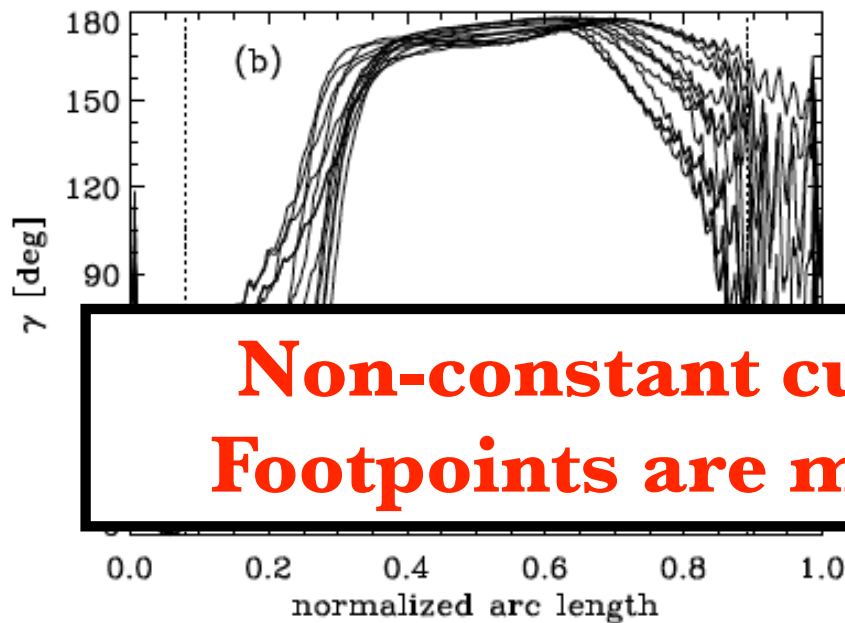 180
(b)
150
120
90
γ [deg]
Non-constant
Footpoints are
0.0 0.2 0.4 0.6 0.8 1.0
normalized arc length